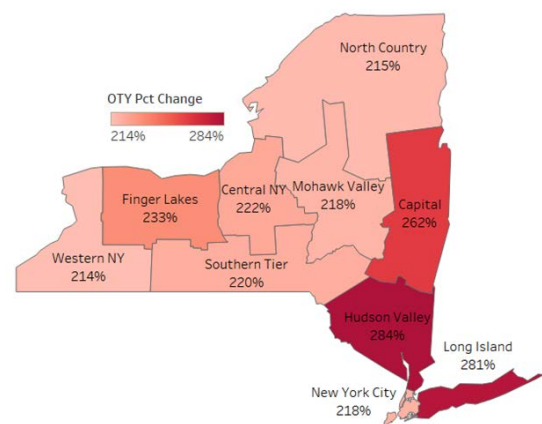 North Country
215%
OTY Pct Change
214% 284%
Finger Lakes
233%
Central NY
222%
Mohawk Valley
218%
Capital
262%
Western NY
214%
Southern Tier
220%
Hudson Valley
284%
Long Island
281%
New York City
218%